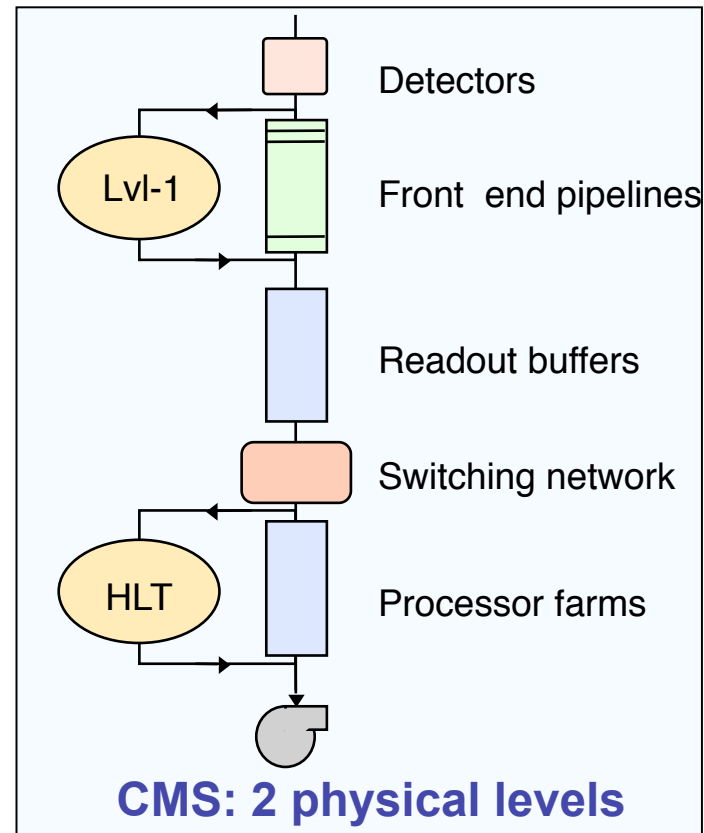 Detectors
Lvl-1
Front end pipelines
Readout buffers
Switching network
HLT
Processor farms
CMS: 2 physical levels